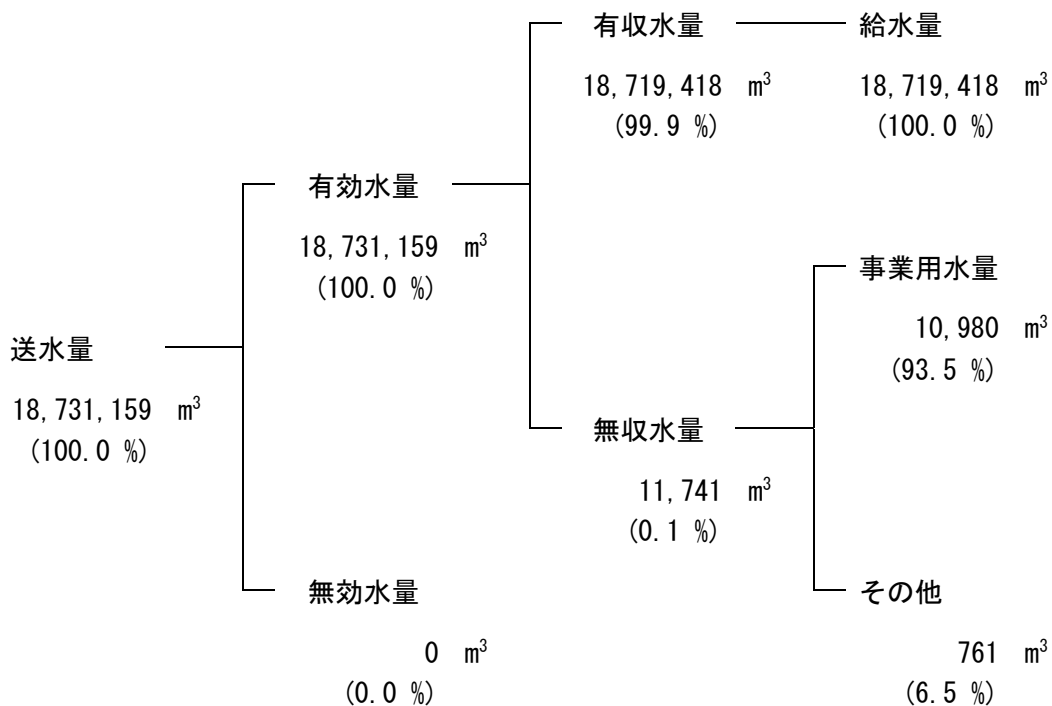 有収水量 給水量
18,719,418 m³ 18,719,418 m³
(99.9 %) (100.0 %)
有効水量
18,731,159 m³
(100.0 %)
事業用水量
10,980 m³
(93.5 %)
送水量
18,731,159 m³
(100.0 %)
無収水量
11,741 m³
(0.1 %)
無効水量 その他
0 m³ 761 m³
(0.0 %) (6.5 %)